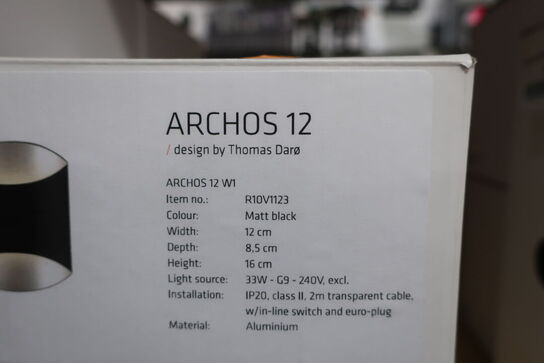 ARCHOS 12
/ design by Thomas Darø
ARCHOS 12 W1
Item no.: R10V1123
Colour: Matt black
Width: 12 cm
Depth: 8.5 cm
Height: 16 cm
Light source: 33W - G9 - 240V, excl.
Installation: IP20, class II, 2m transparent cable,
w/in-line switch and euro-plug
Material: Aluminium